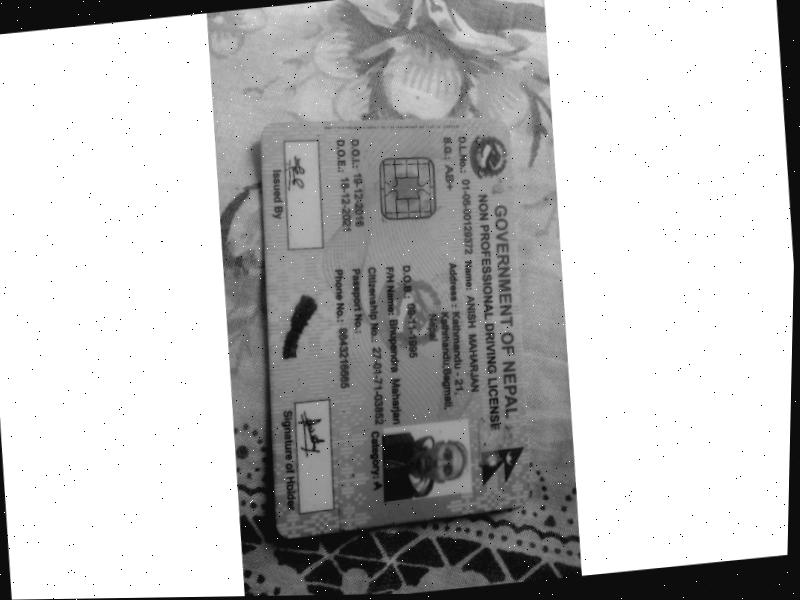 GOVERNMENT OF NEPAL
NON PROFESSIONAL DRIVING LICENSE
D.L.No.: 01-06-00129372 Name: ANISH MAHARJAN
B.G.: AB+
Address: Kathmandu - 21,
Kathmandu, Bagmati,
Nepal
D.O.B.: 09-11-1995
F/H Name: Bhupendra Maharjan
Citizenship No.: 27-01-71-03852 Category: A
D.O.I.: 19-12-2016
Passport No.:
D.O.E.: 18-12-2021
Phone No.: 9843216665
Issued By
Signature of Holder